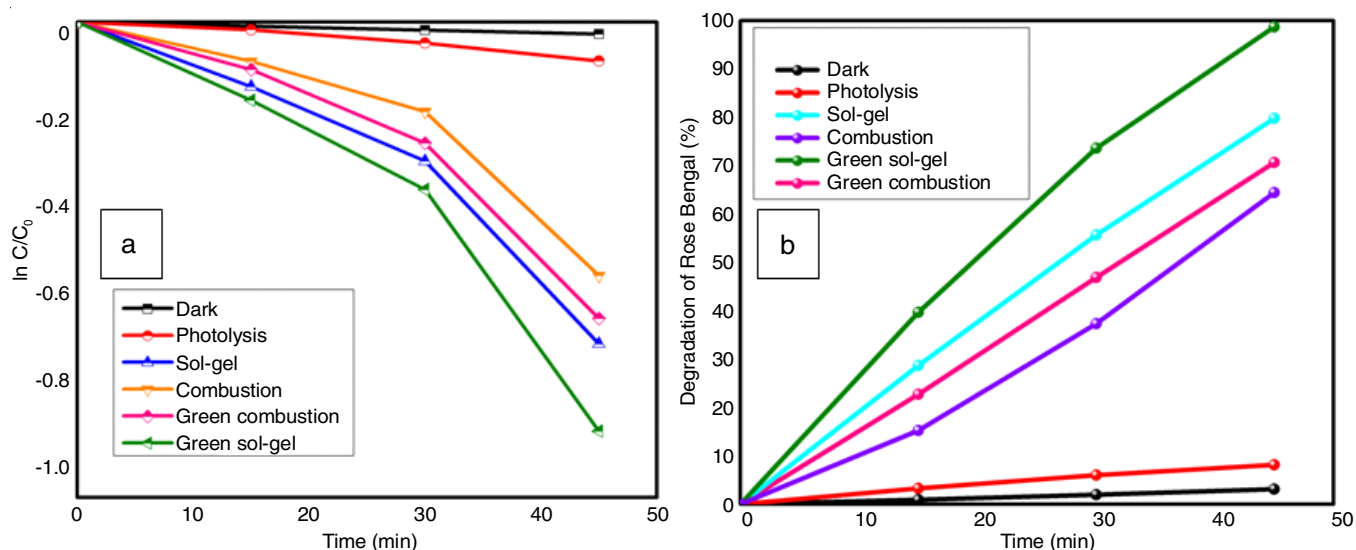 0
-0.2
-0.4
-0.6
-0.8
-1.0
ln C/C0
a
Dark
Photolysis
Sol-gel
Combustion
Green combustion
Green sol-gel
0 10 20 30 40 50
Time (min)
100
90
80
70
60
50
40
30
20
10
0
Degradation of Rose Bengal (%)
Dark
Photolysis
Sol-gel
Combustion
Green sol-gel
Green combustion
b
0 10 20 30 40 50
Time (min)